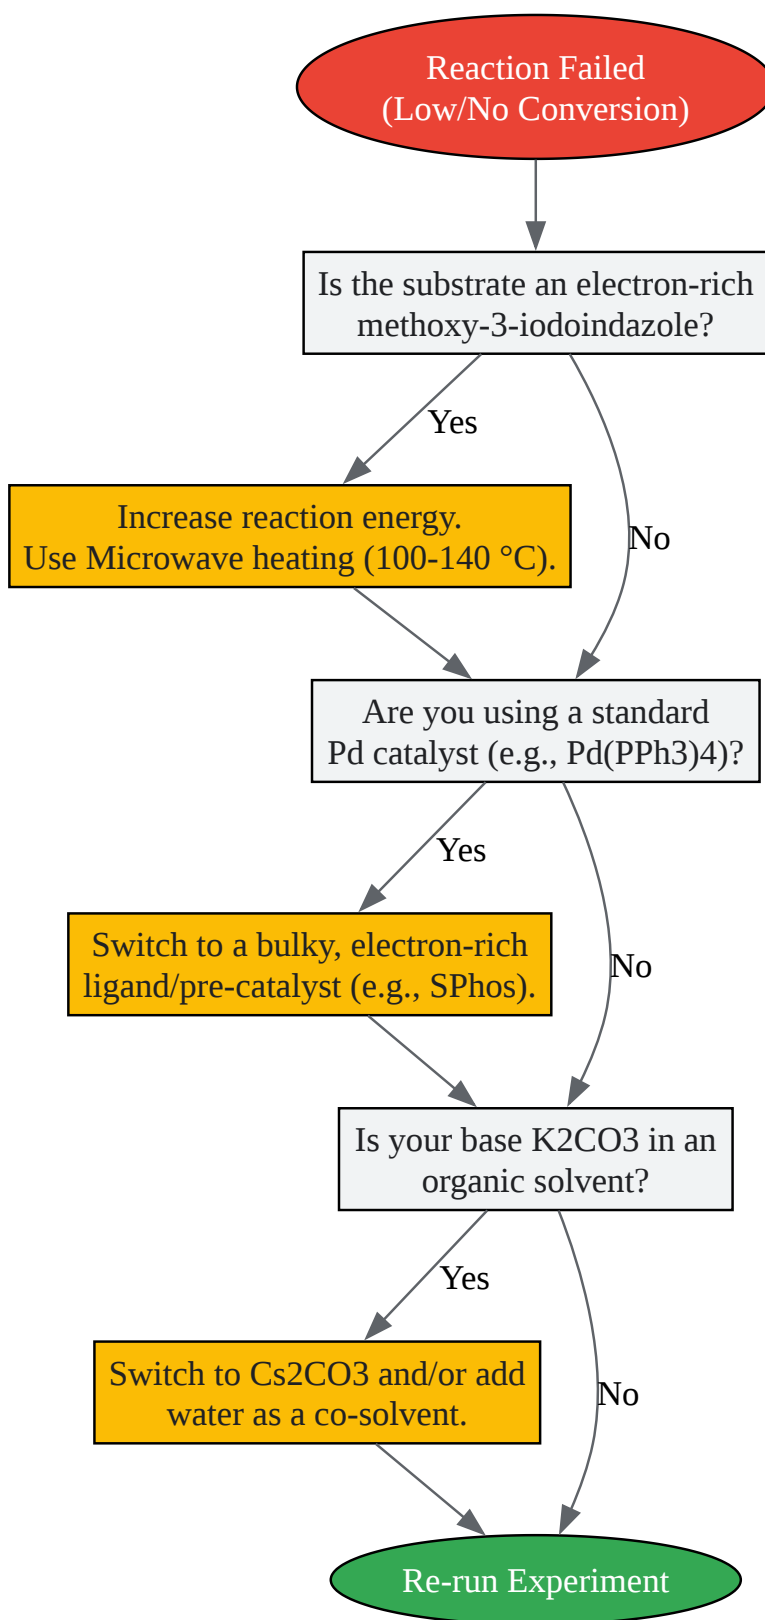 Reaction Failed
(Low/No Conversion)
Is the substrate an electron-rich
methoxy-3-iodoindazole?
Yes
No
Increase reaction energy.
Use Microwave heating (100-140 °C).
Are you using a standard
Pd catalyst (e.g., Pd(PPh3)4)?
Yes
No
Switch to a bulky, electron-rich
ligand/pre-catalyst (e.g., SPhos).
Is your base K2CO3 in an
organic solvent?
Yes
No
Switch to Cs2CO3 and/or add
water as a co-solvent.
Re-run Experiment